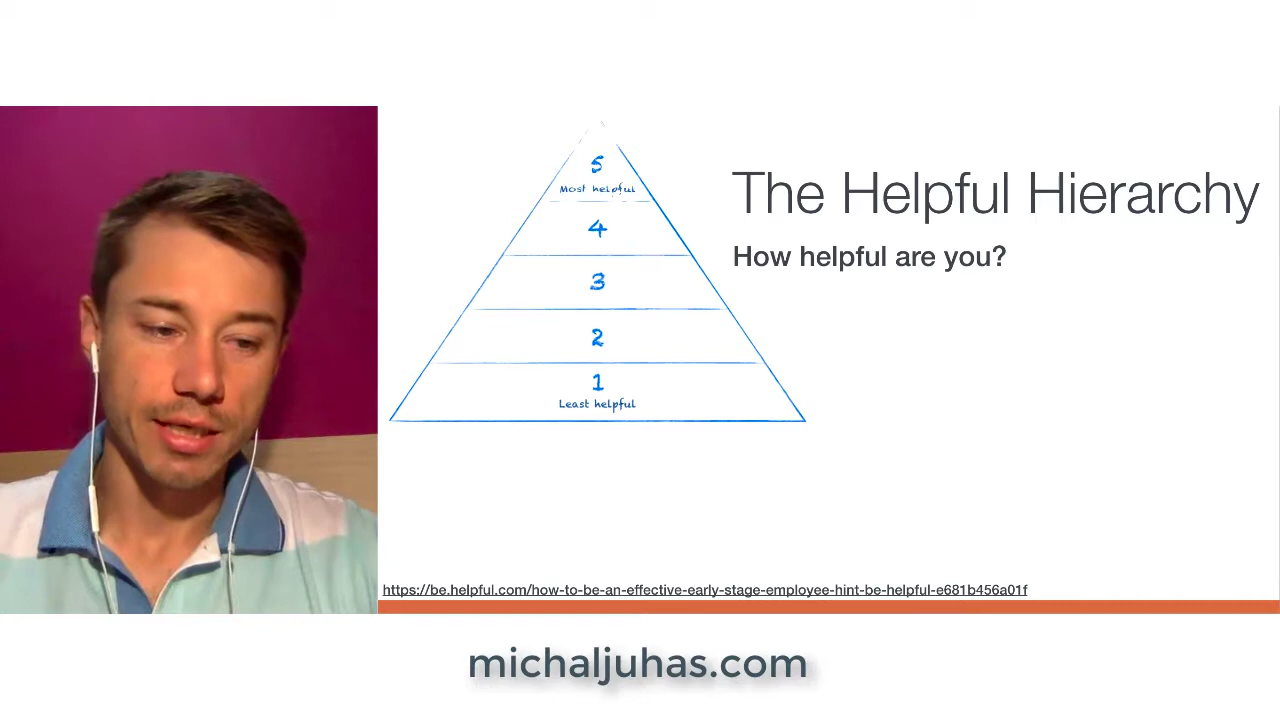 5
Most helpful
4
3
2
1
Least helpful
The Helpful Hierarchy
How helpful are you?
https://be.helpful.com/how-to-be-an-effective-early-stage-employee-hint-be-helpful-e681b456a01f
michaljuhas.com